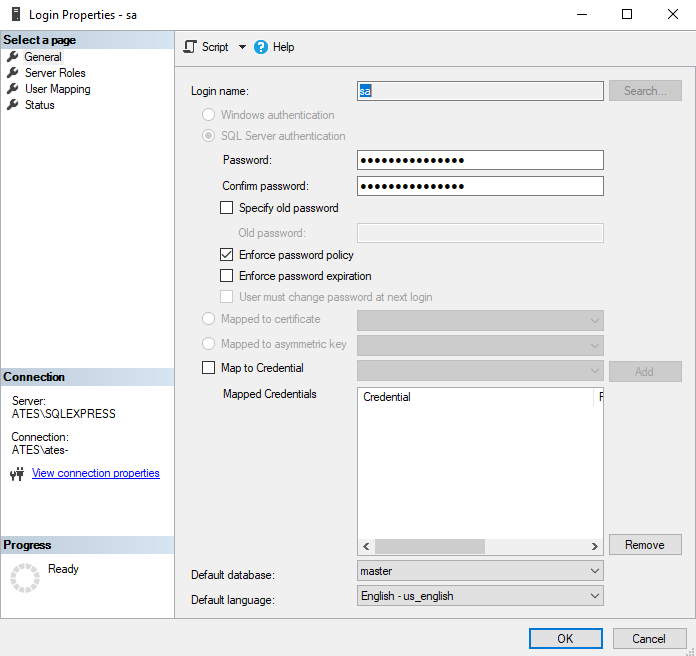 Login Properties - sa
Select a page
General
Server Roles
User Mapping
Status
Connection
Server:
ATES\SQLEXPRESS
Connection:
ATES\ates-
View connection properties
Progress
Ready
Script
Help
Login name:
sa
Search...
Windows authentication
SQL Server authentication
Password:
●●●●●●●●●●●●●●●
Confirm password:
●●●●●●●●●●●●●●●
Specify old password
Old password:
Enforce password policy
Enforce password expiration
User must change password at next login
Mapped to certificate
Mapped to asymmetric key
Map to Credential
Add
Mapped Credentials
Credential
Remove
Default database:
master
Default language:
English - us_english
OK
Cancel